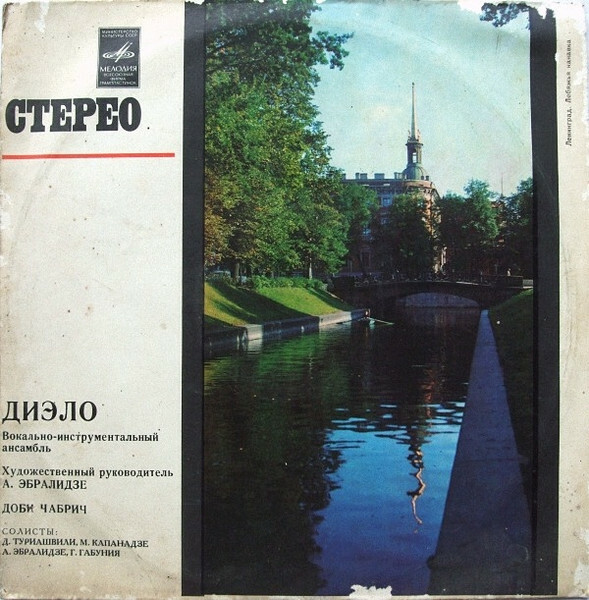 МИНИСТЕРСТВО
КУЛЬТУРЫ СССР
МЕЛОДИЯ
ВСЕСОЮЗНАЯ
ФИРМА
ГРАМПЛАСТИНОК
СТЕРЕО
ДИЭЛО
Вокально-инструментальный
ансамбль
Художественный руководитель
А. ЭБРАЛИДЗЕ
ДОБИ ЧАБРИЧ
СОЛИСТЫ:
Д. ТУРИАШВИЛИ, М. КАПАНАДЗЕ
А. ЭБРАЛИДЗЕ, Г. ГАБУНИЯ
Ленинград. Лебяжья канавка